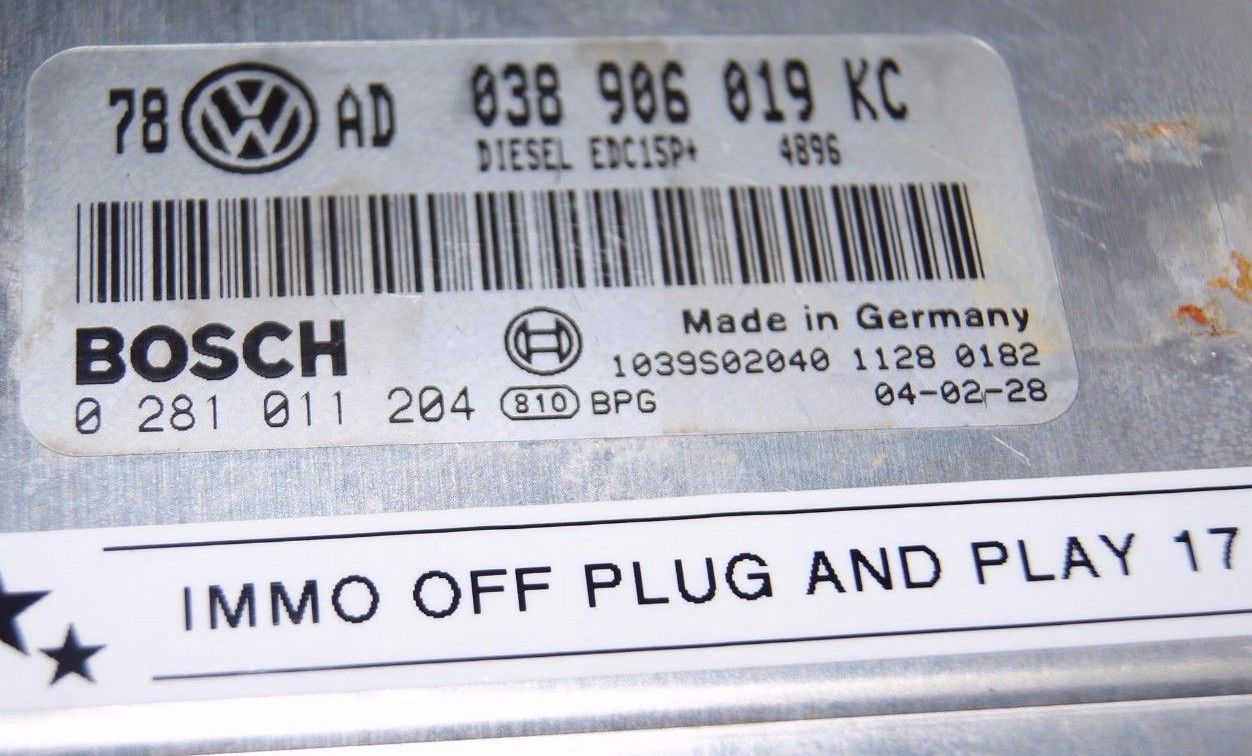 78 VW AD 038 906 019 KC
DIESEL EDC15P+ 4896
BOSCH
Made in Germany
1039S02040 1128 0182
0 281 011 204 810 BPG
04-02-28
IMMO OFF PLUG AND PLAY 17